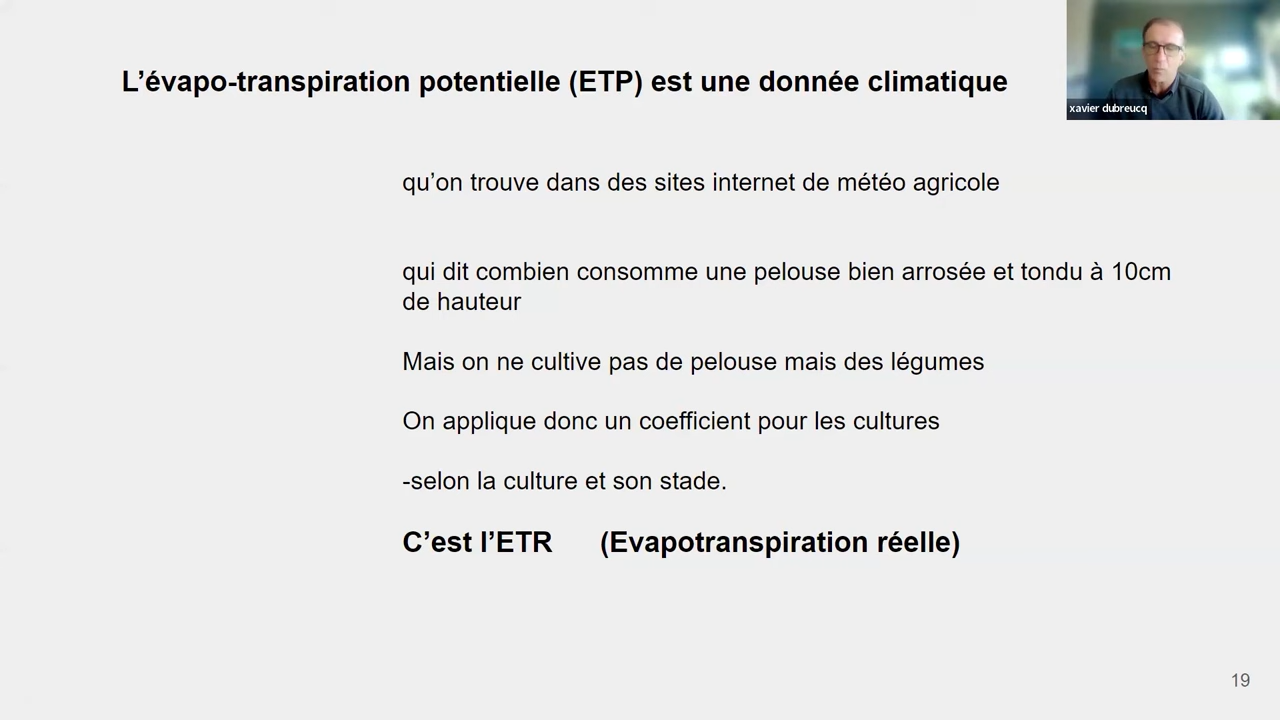 L’évapo-transpiration potentielle (ETP) est une donnée climatique
xavier dubreucq
qu’on trouve dans des sites internet de météo agricole
qui dit combien consomme une pelouse bien arrosée et tondu à 10cm
de hauteur
Mais on ne cultive pas de pelouse mais des légumes
On applique donc un coefficient pour les cultures
-selon la culture et son stade.
C’est l’ETR (Evapotranspiration réelle)
19